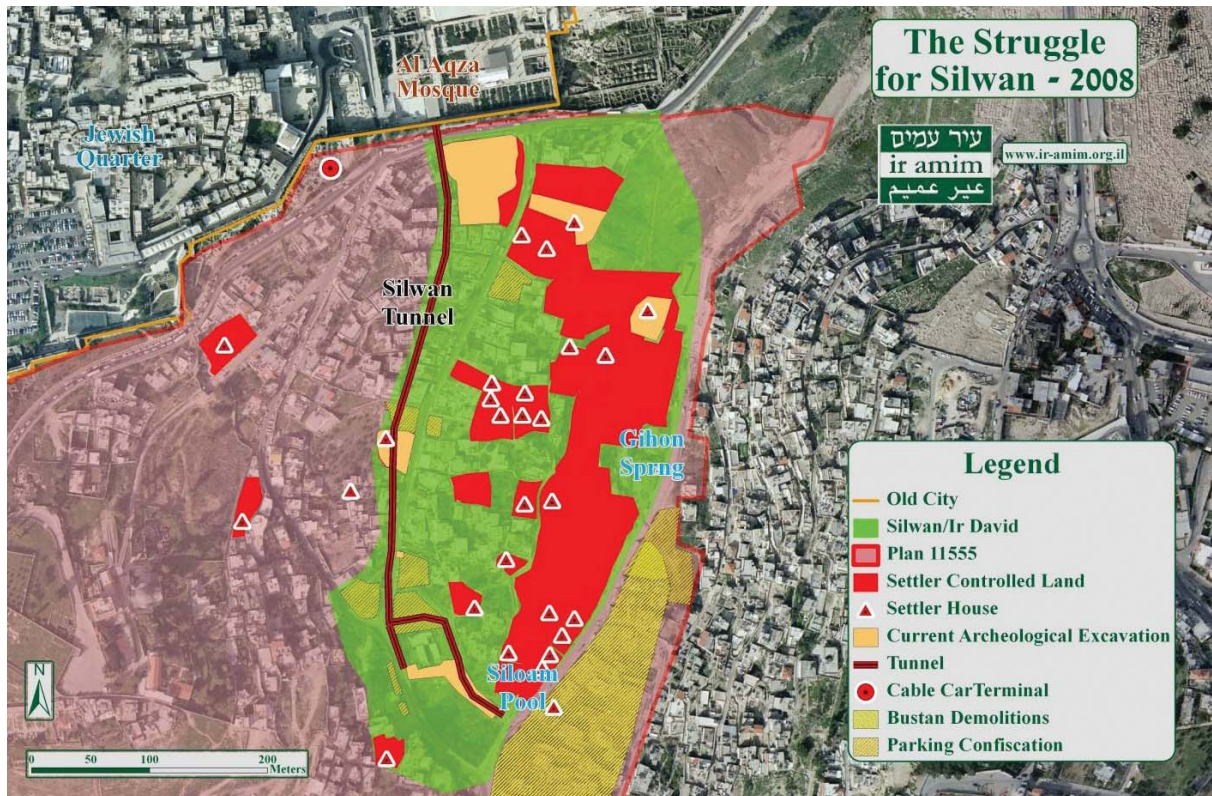 The Struggle
for Silwan - 2008
עיר עמים
ir amim
عير عميم
www.ir-amim.org.il
Al Aqza
Mosque
Jewish
Quarter
Silwan
Tunnel
Gihon
Sprng
Siloam
Pool
Legend
Old City
Silwan/Ir David
Plan 11555
Settler Controlled Land
Settler House
Current Archeological Excavation
Tunnel
Cable CarTerminal
Bustan Demolitions
Parking Confiscation
N
0 50 100 200
Meters